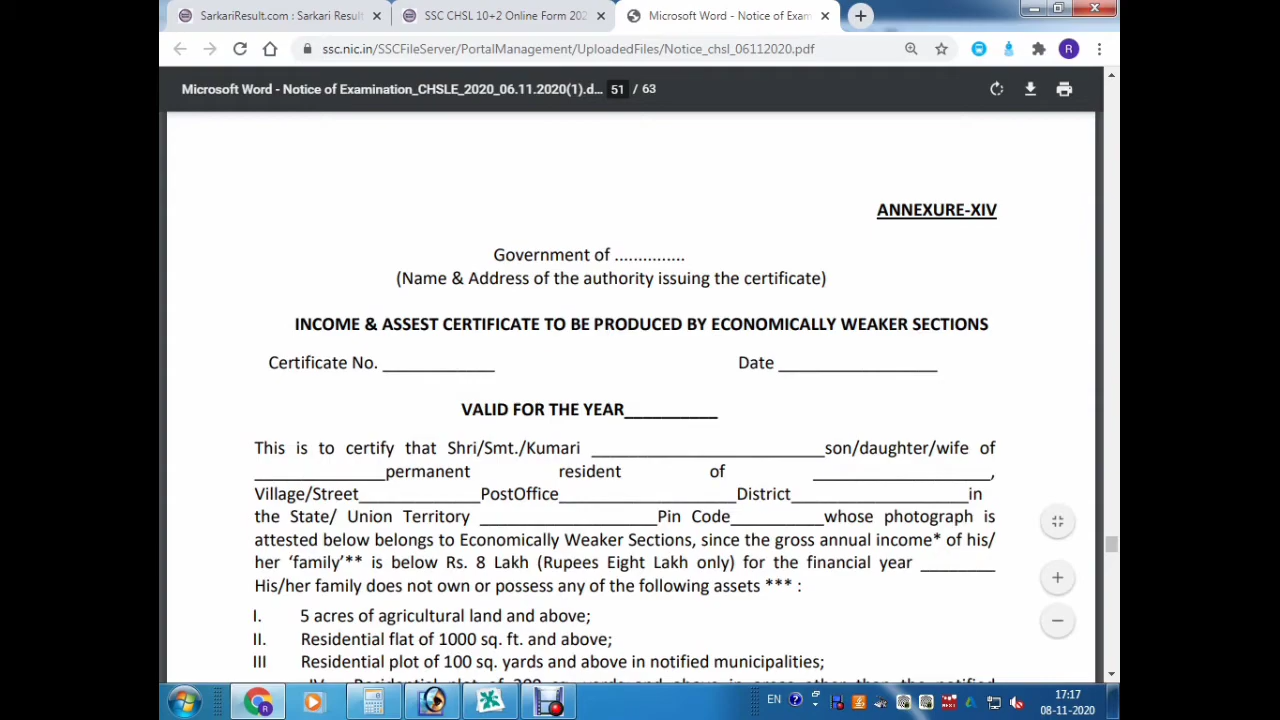 SarkariResult.com : Sarkari Result
SSC CHSL 10+2 Online Form 202
Microsoft Word - Notice of Exam
ssc.nic.in/SSCFileServer/PortalManagement/UploadedFiles/Notice_chsl_06112020.pdf
R
Microsoft Word - Notice of Examination_CHSLE_2020_06.11.2020(1).d... 51 / 63
ANNEXURE-XIV
Government of ...............
(Name & Address of the authority issuing the certificate)
INCOME & ASSEST CERTIFICATE TO BE PRODUCED BY ECONOMICALLY WEAKER SECTIONS
Certificate No. ____________ Date _________________
VALID FOR THE YEAR__________
This is to certify that Shri/Smt./Kumari _________________________son/daughter/wife of
______________permanent resident of ___________________,
Village/Street_____________PostOffice___________________District___________________in
the State/ Union Territory ___________________Pin Code__________whose photograph is
attested below belongs to Economically Weaker Sections, since the gross annual income* of his/
her ‘family’** is below Rs. 8 Lakh (Rupees Eight Lakh only) for the financial year ________
His/her family does not own or possess any of the following assets *** :
I. 5 acres of agricultural land and above;
II. Residential flat of 1000 sq. ft. and above;
III Residential plot of 100 sq. yards and above in notified municipalities;
EN
17:17
08-11-2020